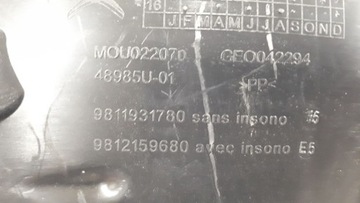 16
J F M A M J J A S O N D
MOU022070 GEO042294
48985U-01 >PP<
9811931780 sans insono
9812159680 avec insono E5